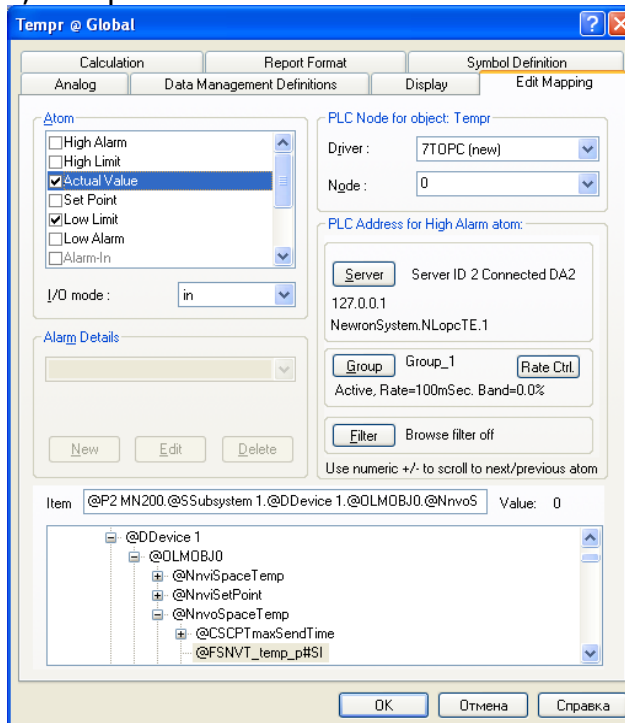 Tempr @ Global
Calculation Report Format Symbol Definition
Analog Data Management Definitions Display Edit Mapping
Atom
High Alarm
High Limit
Actual Value
Set Point
Low Limit
Low Alarm
Alarm-In
I/O mode : in
Alarm Details
New Edit Delete
PLC Node for object: Tempr
Driver : 7TOPC (new)
Node : 0
PLC Address for High Alarm atom:
Server Server ID 2 Connected DA2
127.0.0.1
NewronSystem.NLopcTE.1
Group Group_1 Rate Ctrl.
Active, Rate=100mSec. Band=0.0%
Filter Browse filter off
Use numeric +/- to scroll to next/previous atom
Item @P2 MN200.@SSubsystem 1.@DDevice 1.@OLMOBJ0.@NnvoS Value: 0
@DDevice 1
@OLMOBJ0
@NnviSpaceTemp
@NnviSetPoint
@NnvoSpaceTemp
@CSCPTmaxSendTime
@FSNVT_temp_p#SI
OK Отмена Справка